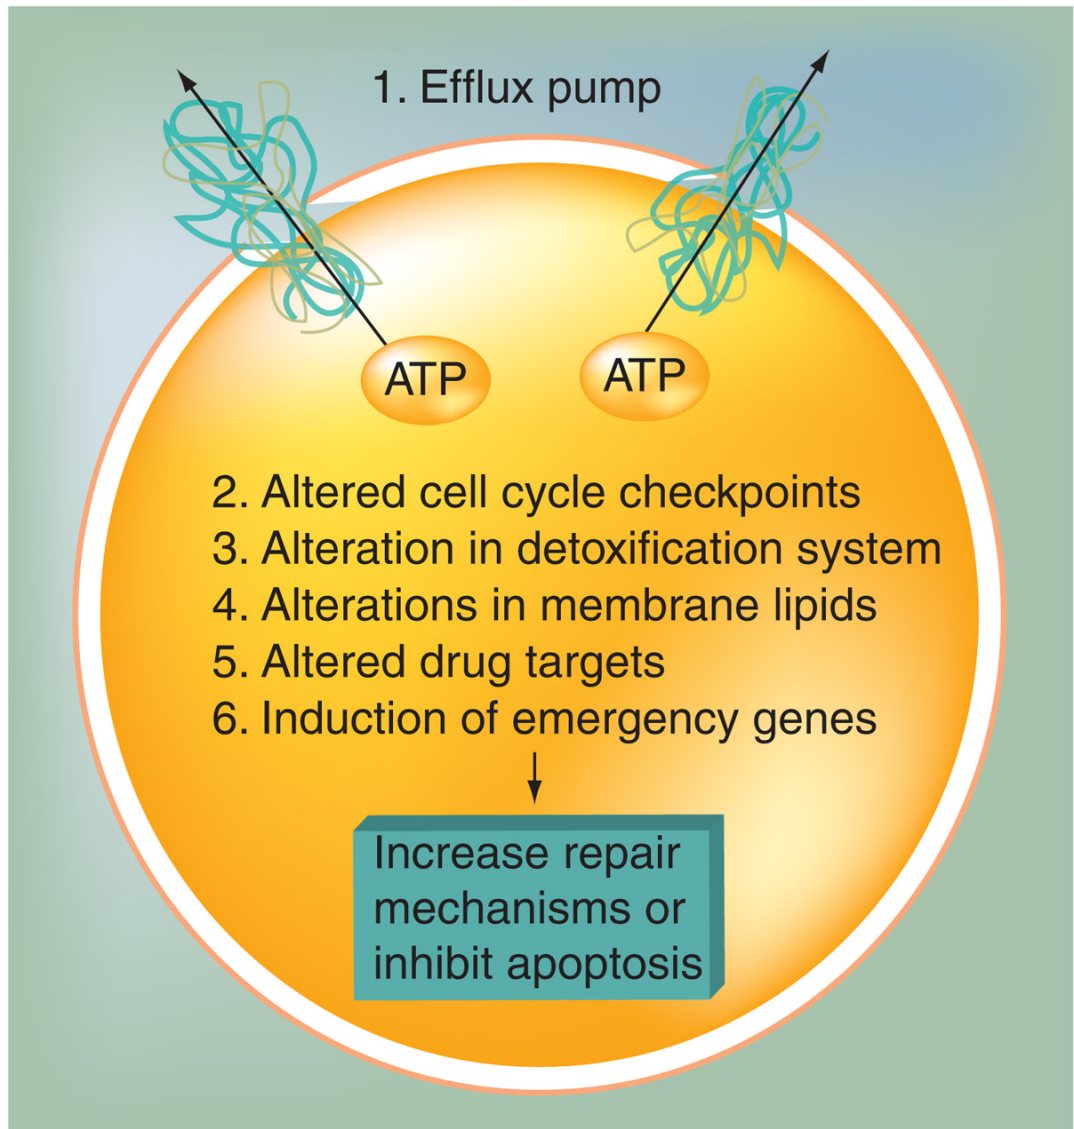 1. Efflux pump
ATP
ATP
2. Altered cell cycle checkpoints
3. Alteration in detoxification system
4. Alterations in membrane lipids
5. Altered drug targets
6. Induction of emergency genes
Increase repair
mechanisms or
inhibit apoptosis